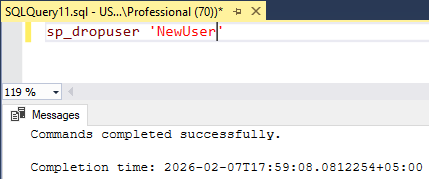 SQLQuery11.sql - US...\Professional (70))*
sp_dropuser 'NewUser'
119 %
Messages
Commands completed successfully.
Completion time: 2026-02-07T17:59:08.0812254+05:00